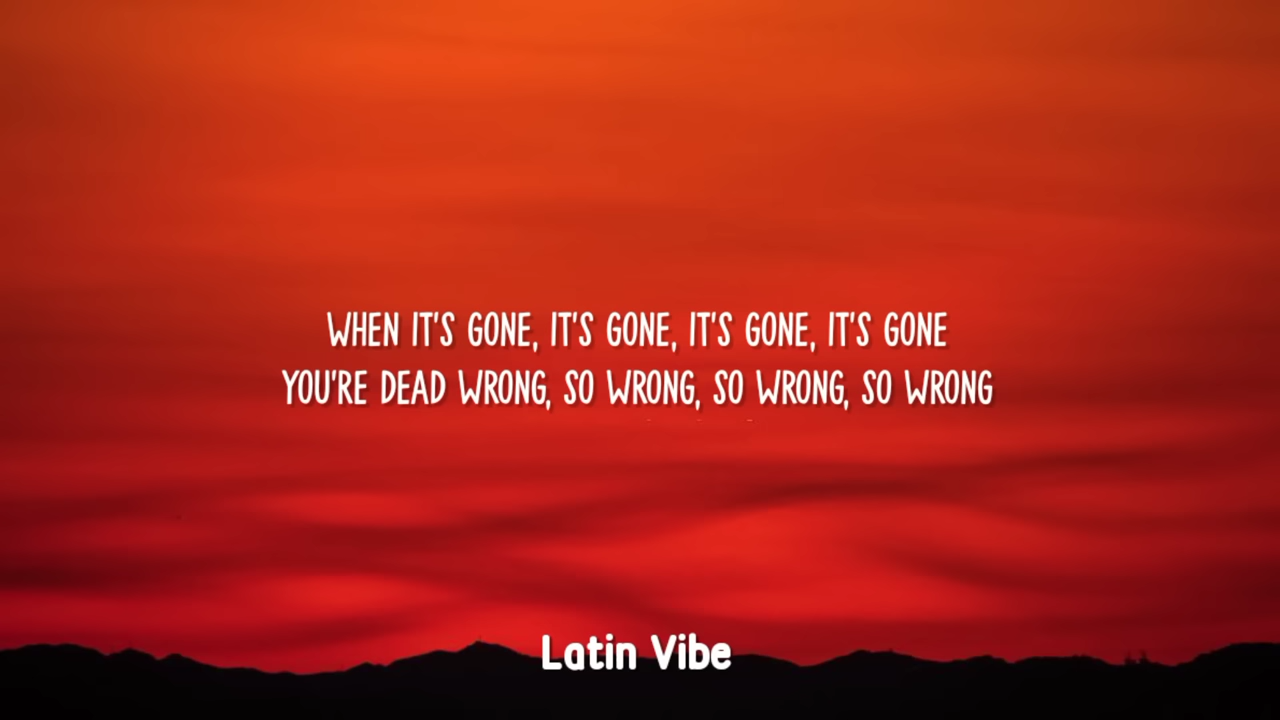 WHEN IT'S GONE, IT'S GONE, IT'S GONE, IT'S GONE
YOU'RE DEAD WRONG, SO WRONG, SO WRONG, SO WRONG
Latin Vibe